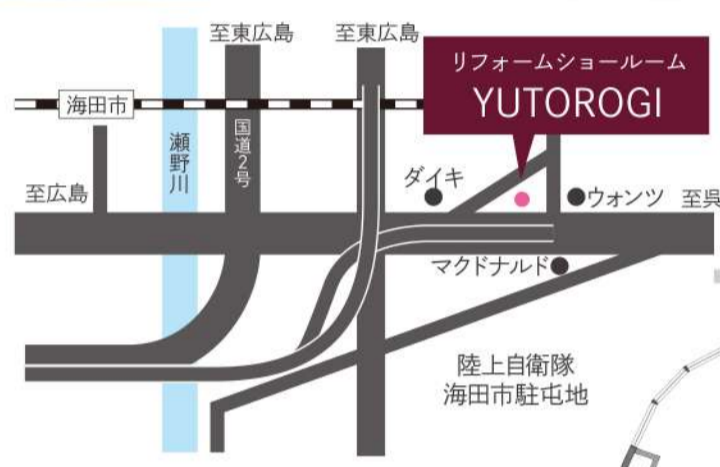 至東広島
至東広島
リフォームショールーム
YUTOROGI
海田市
瀬野川
国道2号
至広島
ダイキ
ウォンツ
至呉
マクドナルド
陸上自衛隊
海田市駐屯地